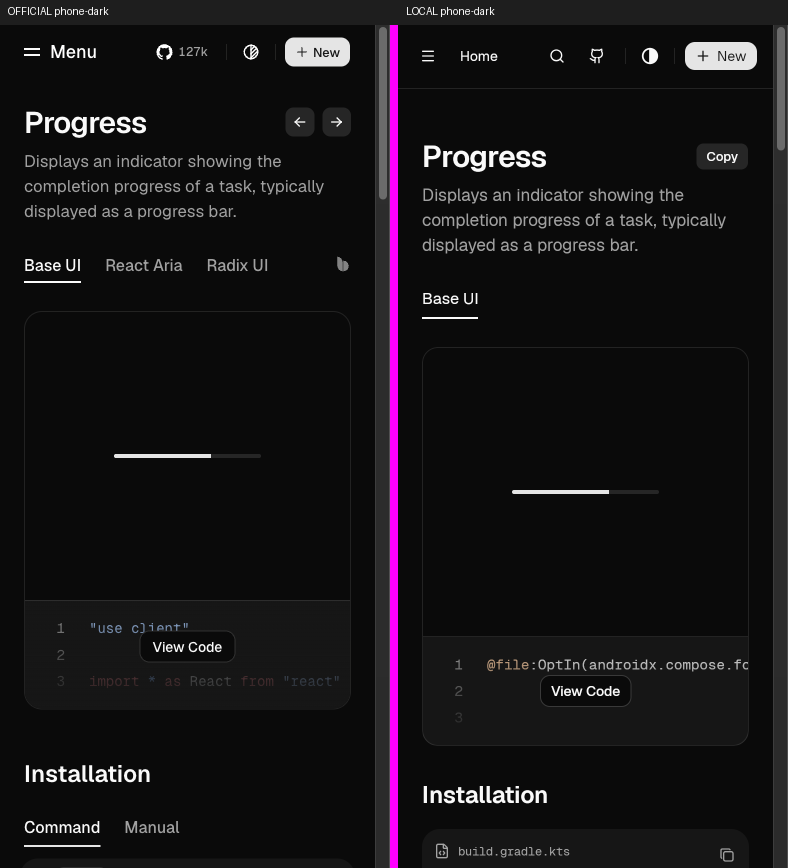 OFFICIAL phone-dark
Menu
127k
New
Progress
Displays an indicator showing the
completion progress of a task, typically
displayed as a progress bar.
Base UI React Aria Radix UI
1 "use client"
2
View Code
3 import * as React from "react"
Installation
Command Manual
LOCAL phone-dark
Home
New
Progress
Copy
Displays an indicator showing the
completion progress of a task, typically
displayed as a progress bar.
Base UI
1 @file:OptIn(androidx.compose.fo
2
View Code
3
Installation
build.gradle.kts